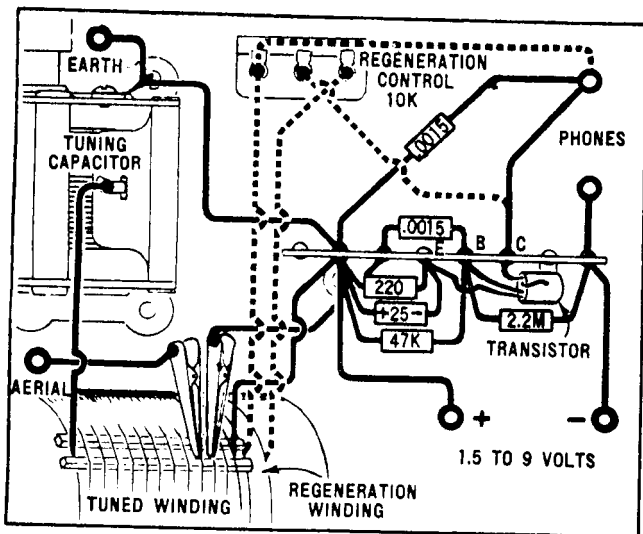 EARTH
REGENERATION
CONTROL
10K
TUNING
CAPACITOR
.0015
PHONES
.0015
E
B
C
220
+25-
47K
2.2M
TRANSISTOR
AERIAL
+
-
1.5 TO 9 VOLTS
TUNED WINDING
REGENERATION
WINDING